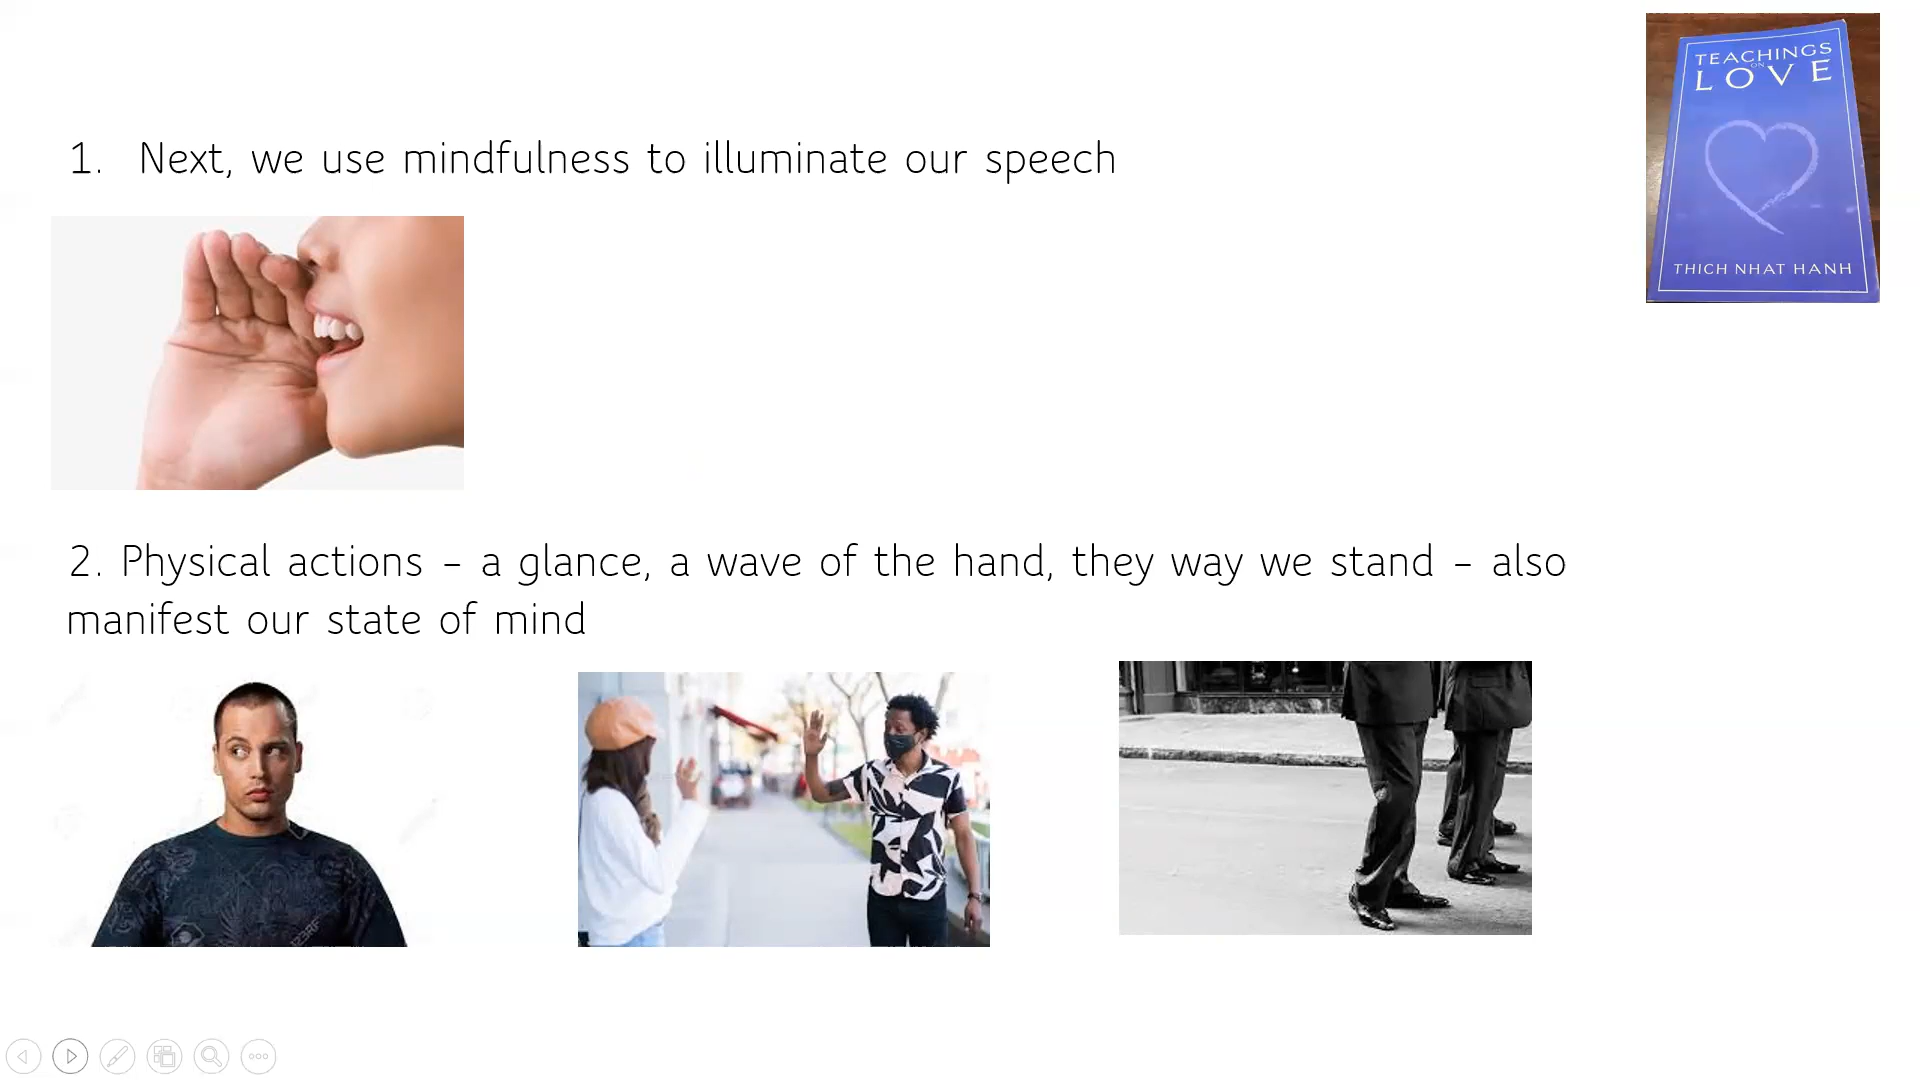 TEACHINGS
ON
LOVE
THICH NHAT HANH
1. Next, we use mindfulness to illuminate our speech
2. Physical actions – a glance, a wave of the hand, they way we stand – also
manifest our state of mind
123RF